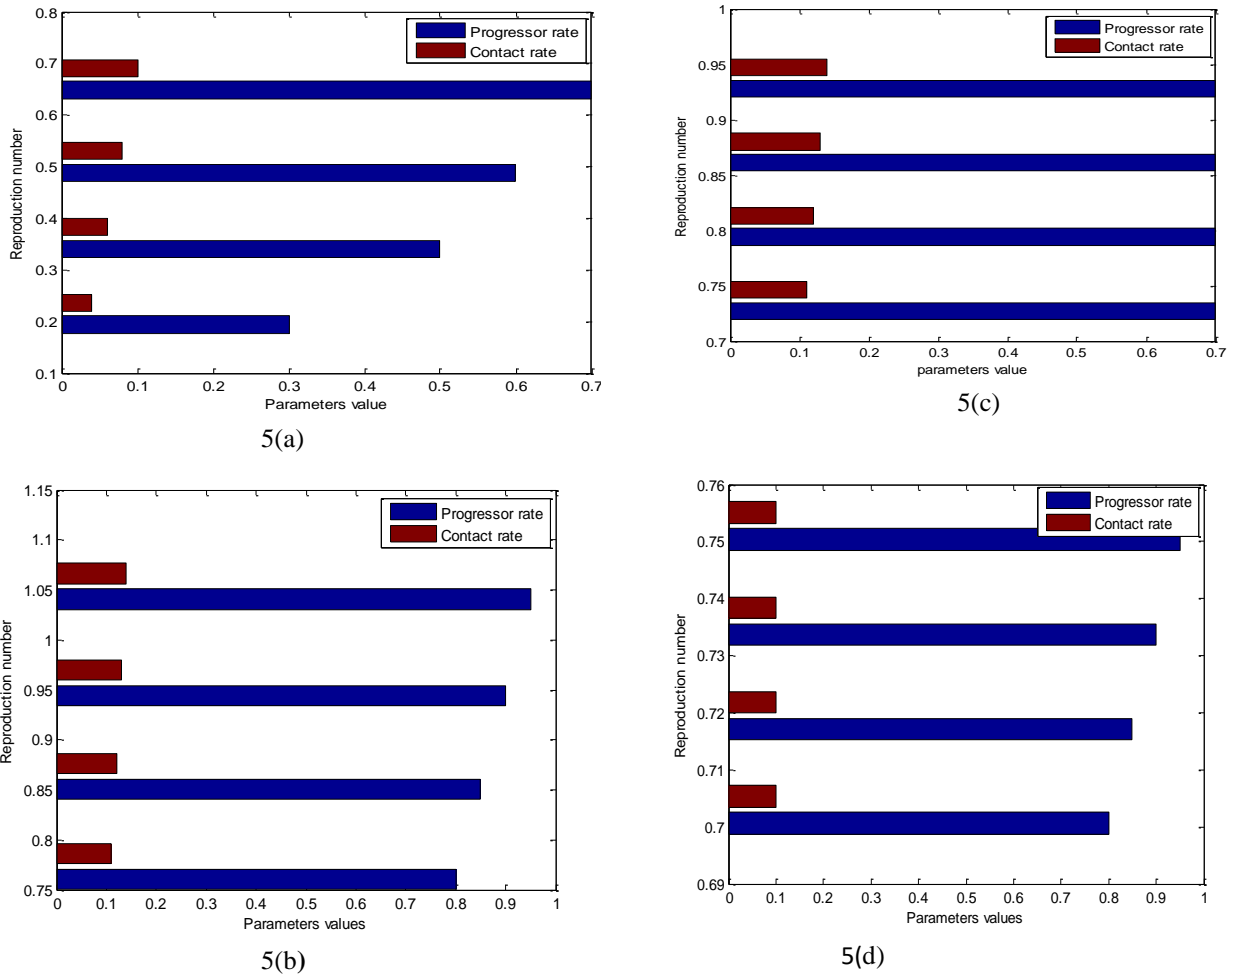 0.8
0.7
0.6
0.5
0.4
0.3
0.2
0.1
Reproduction number
Progressor rate
Contact rate
0 0.1 0.2 0.3 0.4 0.5 0.6 0.7
Parameters value
5(a)
1
0.95
0.9
0.85
0.8
0.75
0.7
Reproduction number
Progressor rate
Contact rate
0 0.1 0.2 0.3 0.4 0.5 0.6 0.7
parameters value
5(c)
1.15
1.1
1.05
1
0.95
0.9
0.85
0.8
0.75
Reproduction number
Progressor rate
Contact rate
0 0.1 0.2 0.3 0.4 0.5 0.6 0.7 0.8 0.9 1
Parameters values
5(b)
0.76
0.75
0.74
0.73
0.72
0.71
0.7
0.69
Reproduction number
Progressor rate
Contact rate
0 0.1 0.2 0.3 0.4 0.5 0.6 0.7 0.8 0.9 1
Parameters values
5(d)